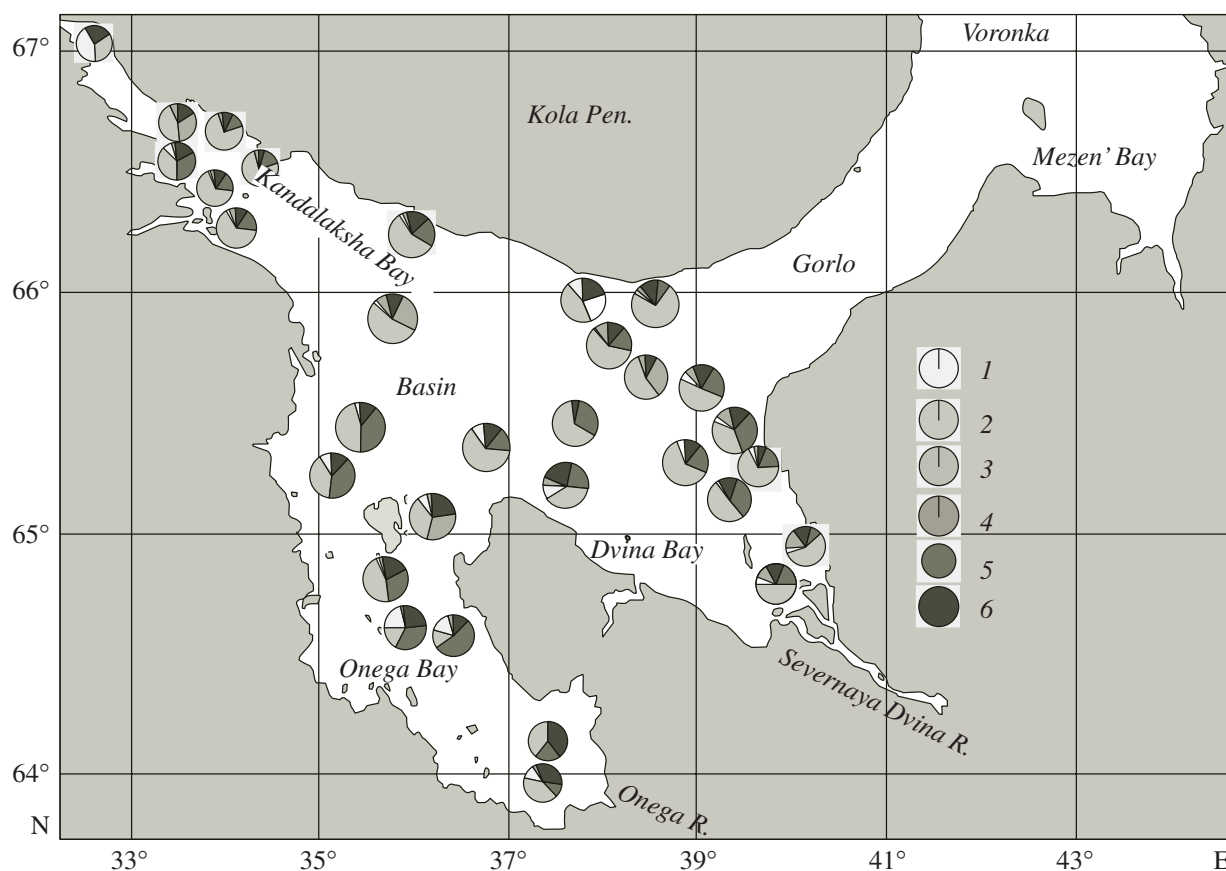 67°
66°
65°
64°
N
33°
35°
37°
39°
41°
43°
E
Voronka
Kola Pen.
Mezen’ Bay
Kandalaksha Bay
Gorlo
Basin
Dvina Bay
Onega Bay
Severnaya Dvina R.
Onega R.
1
2
3
4
5
6